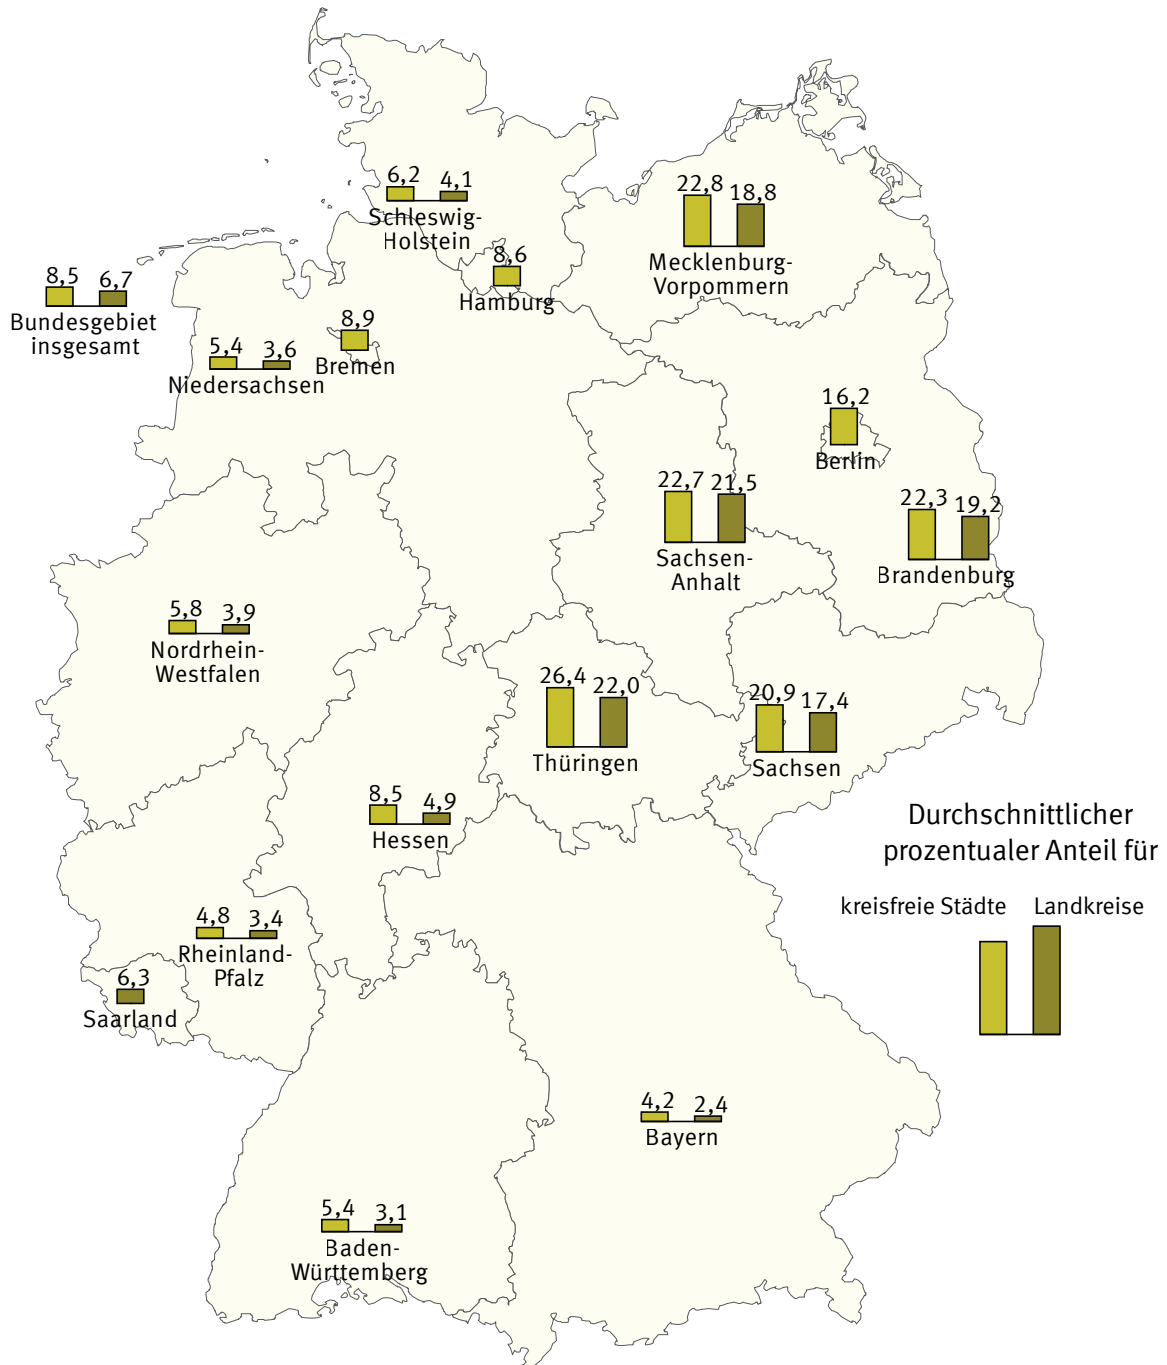 6,2 4,1
Schleswig-
Holstein
22,8 18,8
Mecklenburg-
Vorpommern
8,6
Hamburg
8,5 6,7
Bundesgebiet
insgesamt
8,9
Bremen
5,4 3,6
Niedersachsen
16,2
Berlin
22,7 21,5
Sachsen-
Anhalt
22,3 19,2
Brandenburg
5,8 3,9
Nordrhein-
Westfalen
26,4 22,0
Thüringen
20,9 17,4
Sachsen
8,5 4,9
Hessen
Durchschnittlicher
prozentualer Anteil für
kreisfreie Städte Landkreise
4,8 3,4
Rheinland-
Pfalz
6,3
Saarland
4,2 2,4
Bayern
5,4 3,1
Baden-
Württemberg